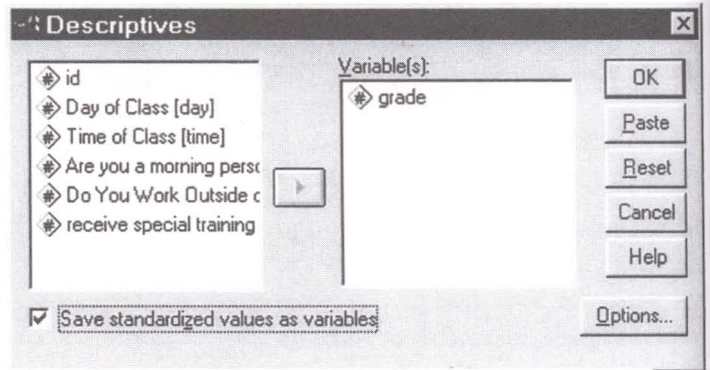 Descriptives
id
Day of Class [day]
Time of Class [time]
Are you a morning perso
Do You Work Outside o
receive special training
Variable(s):
grade
OK
Paste
Reset
Cancel
Help
Save standardized values as variables
Options...